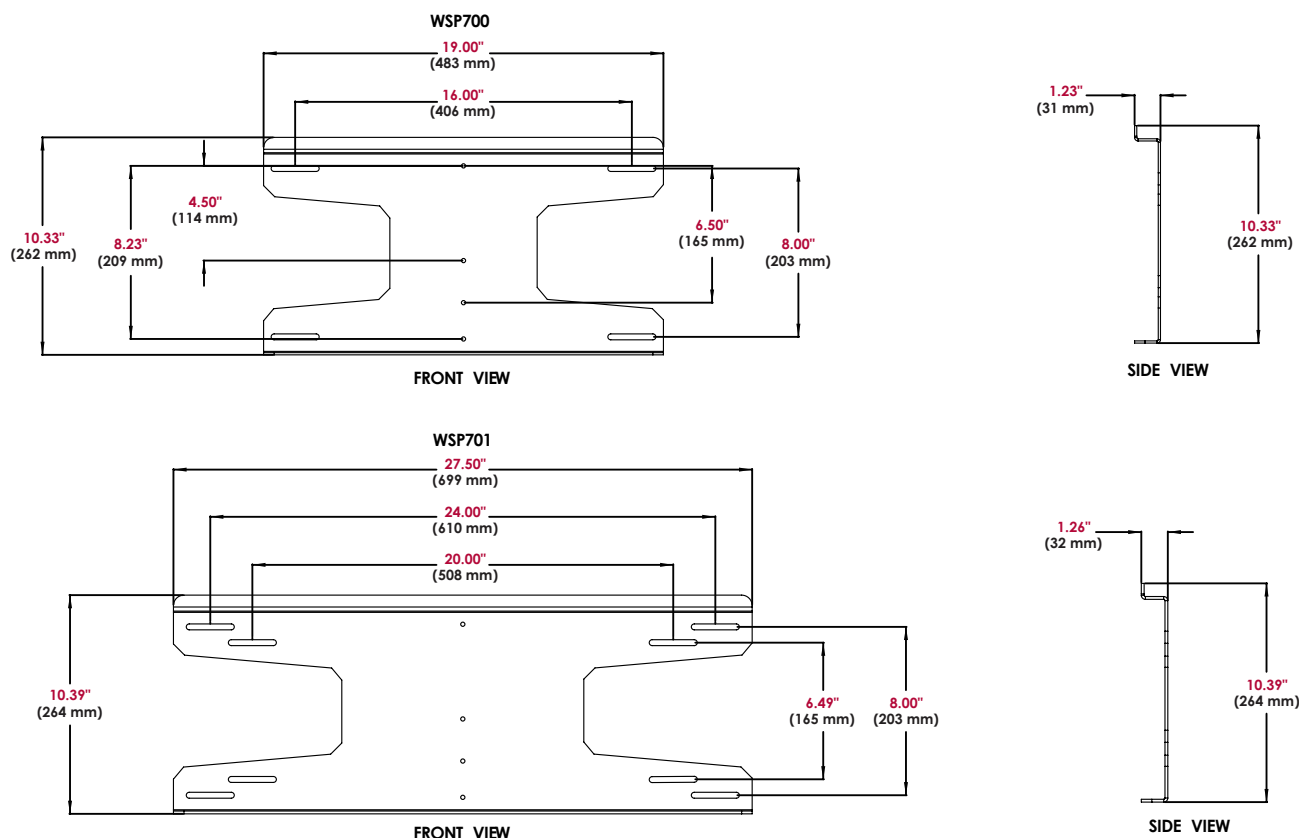 WSP700
19.00"
(483 mm)
16.00"
(406 mm)
4.50"
(114 mm)
10.33"
(262 mm)
8.23"
(209 mm)
6.50"
(165 mm)
8.00"
(203 mm)
FRONT VIEW
1.23"
(31 mm)
10.33"
(262 mm)
SIDE VIEW
WSP701
27.50"
(699 mm)
24.00"
(610 mm)
20.00"
(508 mm)
10.39"
(264 mm)
6.49"
(165 mm)
8.00"
(203 mm)
FRONT VIEW
1.26"
(32 mm)
10.39"
(264 mm)
SIDE VIEW